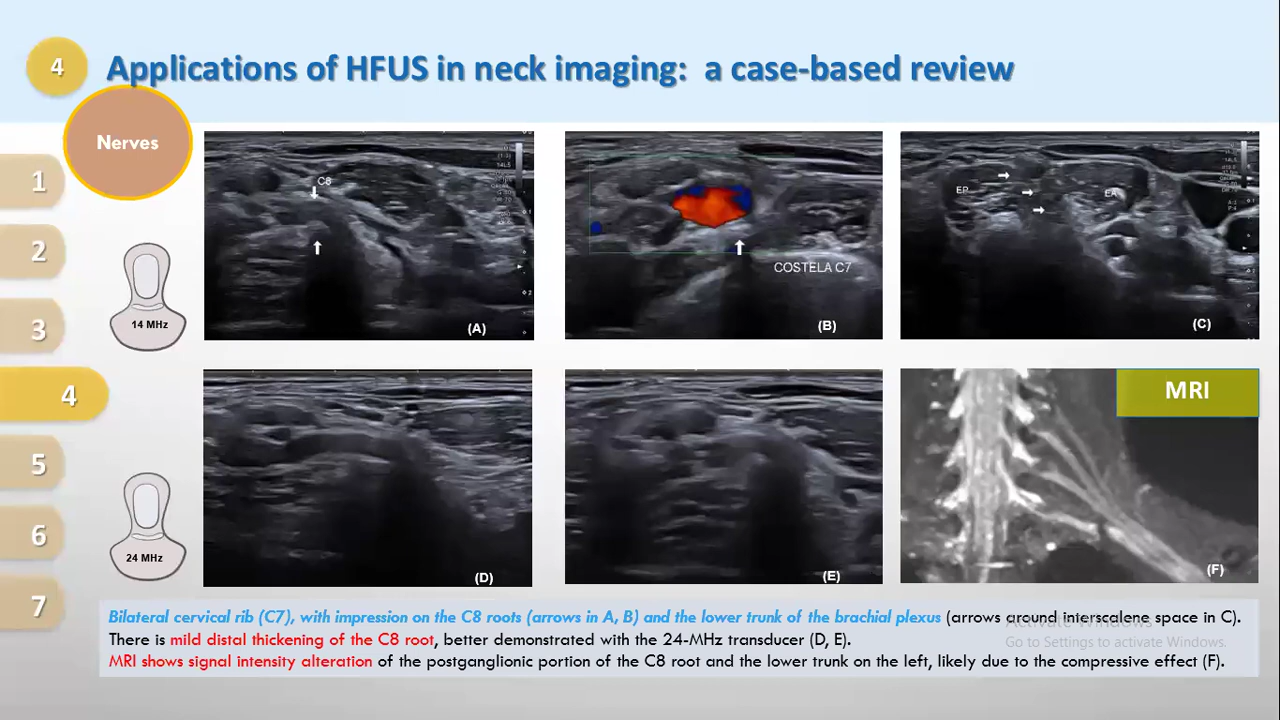 4
Applications of HFUS in neck imaging: a case-based review
Nerves
1
2
3
4
5
6
7
14 MHz
24 MHz
C8
(A)
COSTELA C7
(B)
EP
EA
(C)
(D)
(E)
MRI
(F)
Bilateral cervical rib (C7), with impression on the C8 roots (arrows in A, B) and the lower trunk of the brachial plexus (arrows around interscalene space in C).
There is mild distal thickening of the C8 root, better demonstrated with the 24-MHz transducer (D, E).
MRI shows signal intensity alteration of the postganglionic portion of the C8 root and the lower trunk on the left, likely due to the compressive effect (F).
Activate Windows
Go to Settings to activate Windows.